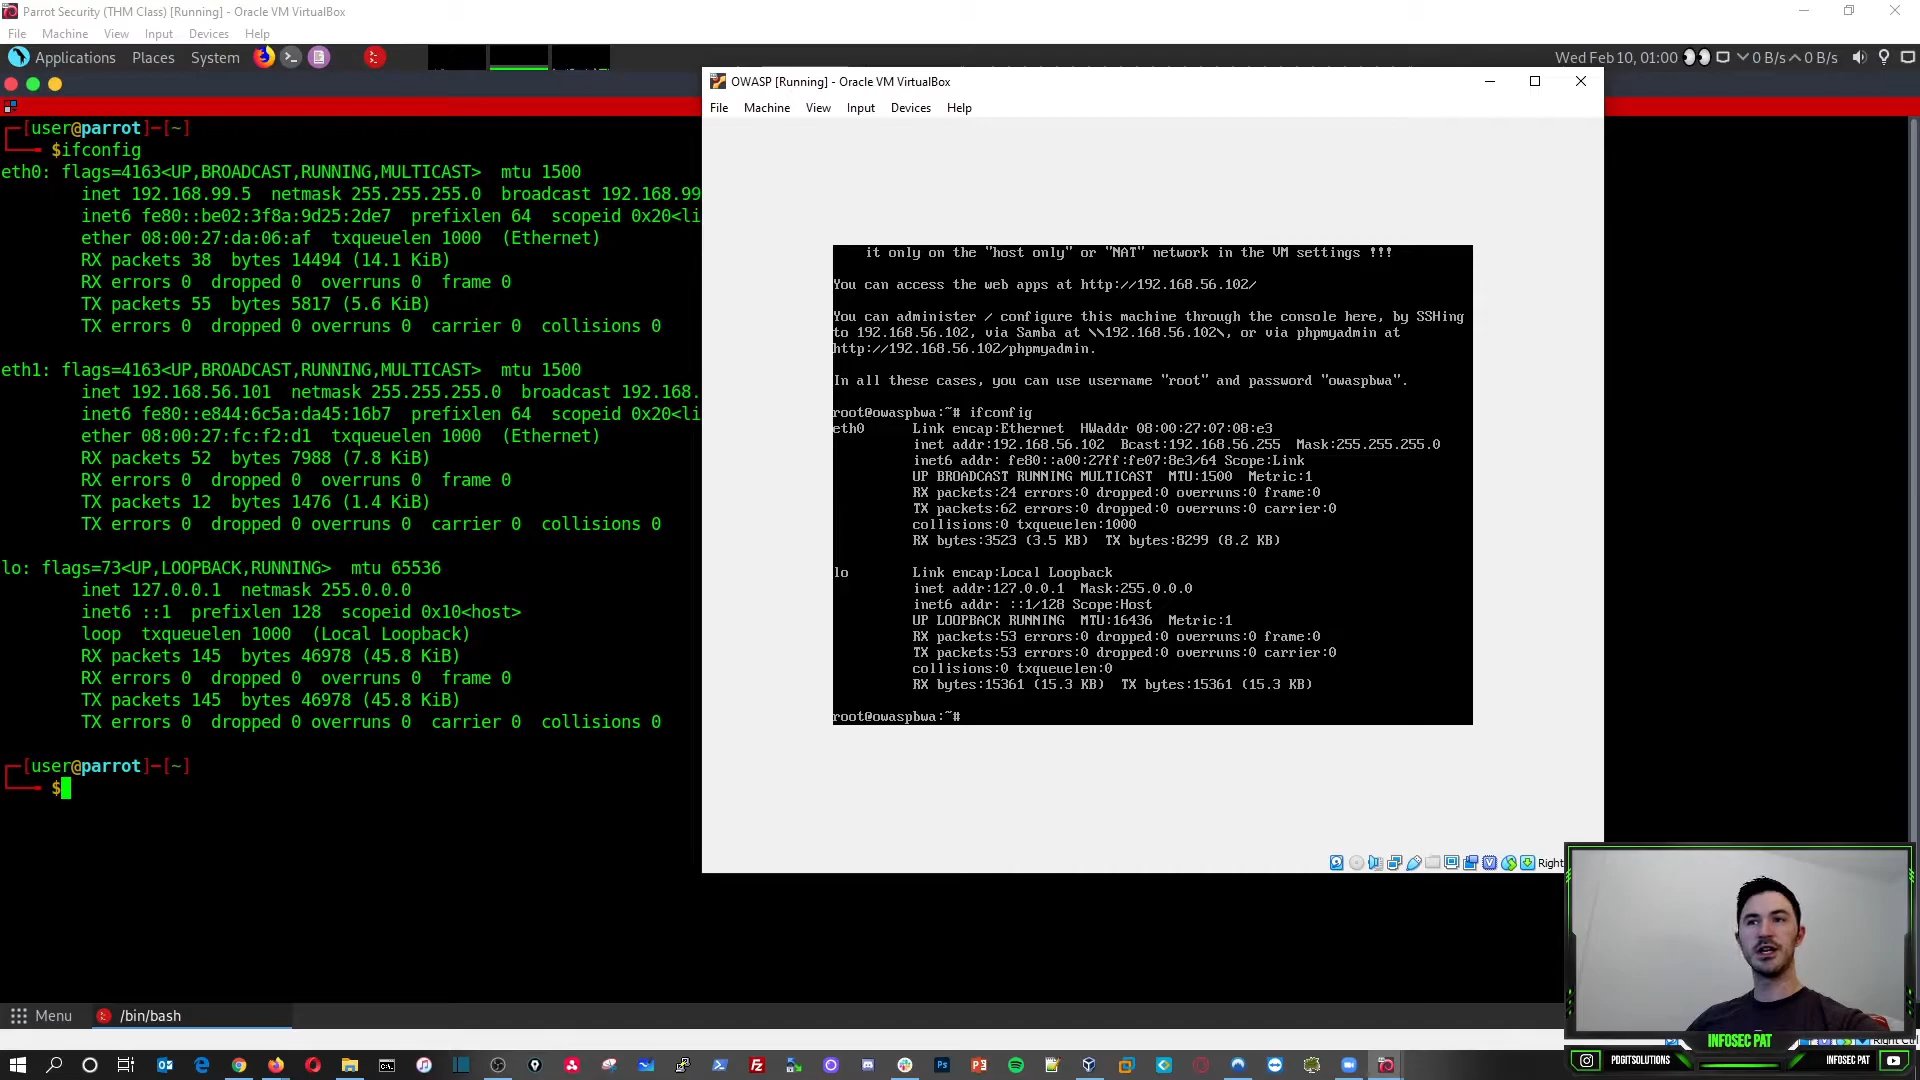 Parrot Security (THM Class) [Running] - Oracle VM VirtualBox
File Machine View Input Devices Help
Applications Places System
Wed Feb 10, 01:00 0 B/s 0 B/s
[user@parrot]-[~]
$ifconfig
eth0: flags=4163<UP,BROADCAST,RUNNING,MULTICAST> mtu 1500
inet 192.168.99.5 netmask 255.255.255.0 broadcast 192.168.99
inet6 fe80::be02:3f8a:9d25:2de7 prefixlen 64 scopeid 0x20<li
ether 08:00:27:da:06:af txqueuelen 1000 (Ethernet)
RX packets 38 bytes 14494 (14.1 KiB)
RX errors 0 dropped 0 overruns 0 frame 0
TX packets 55 bytes 5817 (5.6 KiB)
TX errors 0 dropped 0 overruns 0 carrier 0 collisions 0
eth1: flags=4163<UP,BROADCAST,RUNNING,MULTICAST> mtu 1500
inet 192.168.56.101 netmask 255.255.255.0 broadcast 192.168.
inet6 fe80::e844:6c5a:da45:16b7 prefixlen 64 scopeid 0x20<li
ether 08:00:27:fc:f2:d1 txqueuelen 1000 (Ethernet)
RX packets 52 bytes 7988 (7.8 KiB)
RX errors 0 dropped 0 overruns 0 frame 0
TX packets 12 bytes 1476 (1.4 KiB)
TX errors 0 dropped 0 overruns 0 carrier 0 collisions 0
lo: flags=73<UP,LOOPBACK,RUNNING> mtu 65536
inet 127.0.0.1 netmask 255.0.0.0
inet6 ::1 prefixlen 128 scopeid 0x10<host>
loop txqueuelen 1000 (Local Loopback)
RX packets 145 bytes 46978 (45.8 KiB)
RX errors 0 dropped 0 overruns 0 frame 0
TX packets 145 bytes 46978 (45.8 KiB)
TX errors 0 dropped 0 overruns 0 carrier 0 collisions 0
[user@parrot]-[~]
$
OWASP [Running] - Oracle VM VirtualBox
File Machine View Input Devices Help
it only on the "host only" or "NAT" network in the VM settings !!!
You can access the web apps at http://192.168.56.102/
You can administer / configure this machine through the console here, by SSHing
to 192.168.56.102, via Samba at \\192.168.56.102\, or via phpmyadmin at
http://192.168.56.102/phpmyadmin.
In all these cases, you can use username "root" and password "owaspbwa".
root@owaspbwa:~# ifconfig
eth0 Link encap:Ethernet HWaddr 08:00:27:07:08:e3
inet addr:192.168.56.102 Bcast:192.168.56.255 Mask:255.255.255.0
inet6 addr: fe80::a00:27ff:fe07:8e3/64 Scope:Link
UP BROADCAST RUNNING MULTICAST MTU:1500 Metric:1
RX packets:24 errors:0 dropped:0 overruns:0 frame:0
TX packets:62 errors:0 dropped:0 overruns:0 carrier:0
collisions:0 txqueuelen:1000
RX bytes:3523 (3.5 KB) TX bytes:8299 (8.2 KB)
lo Link encap:Local Loopback
inet addr:127.0.0.1 Mask:255.0.0.0
inet6 addr: ::1/128 Scope:Host
UP LOOPBACK RUNNING MTU:16436 Metric:1
RX packets:53 errors:0 dropped:0 overruns:0 frame:0
TX packets:53 errors:0 dropped:0 overruns:0 carrier:0
collisions:0 txqueuelen:0
RX bytes:15361 (15.3 KB) TX bytes:15361 (15.3 KB)
root@owaspbwa:~#
Right
Menu /bin/bash
INFOSEC PAT
Right Ctrl
PDGITSOLUTIONS INFOSEC PAT